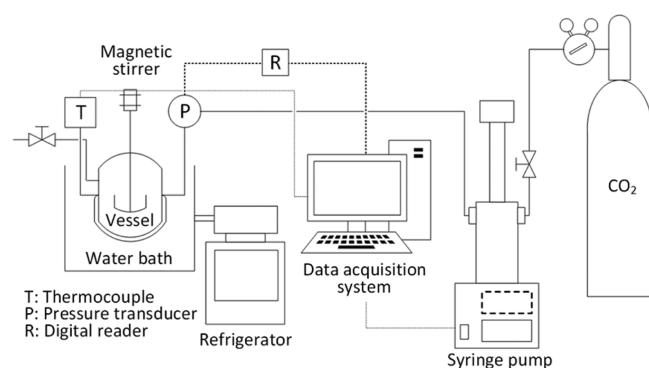 Magnetic
stirrer
R
T
P
CO₂
Vessel
Water bath
Data acquisition
system
T: Thermocouple
P: Pressure transducer
R: Digital reader
Refrigerator
Syringe pump